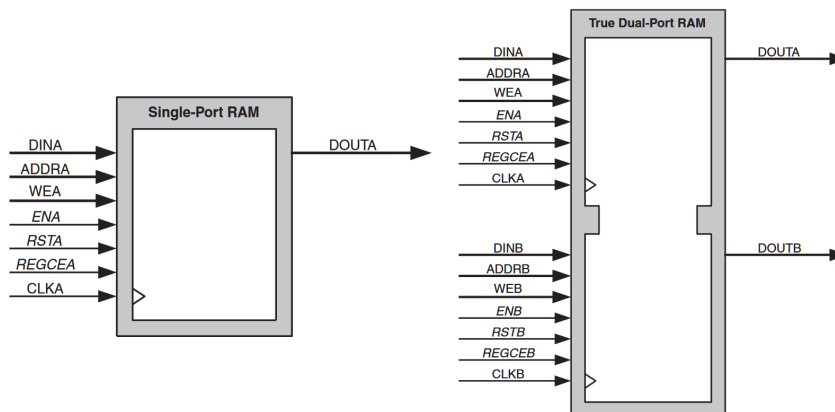 Single-Port RAM
DINA
ADDRA
WEA
ENA
RSTA
REGCEA
CLKA
DOUTA
True Dual-Port RAM
DINA
ADDRA
WEA
ENA
RSTA
REGCEA
CLKA
DOUTA
DINB
ADDRB
WEB
ENB
RSTB
REGCEB
CLKB
DOUTB